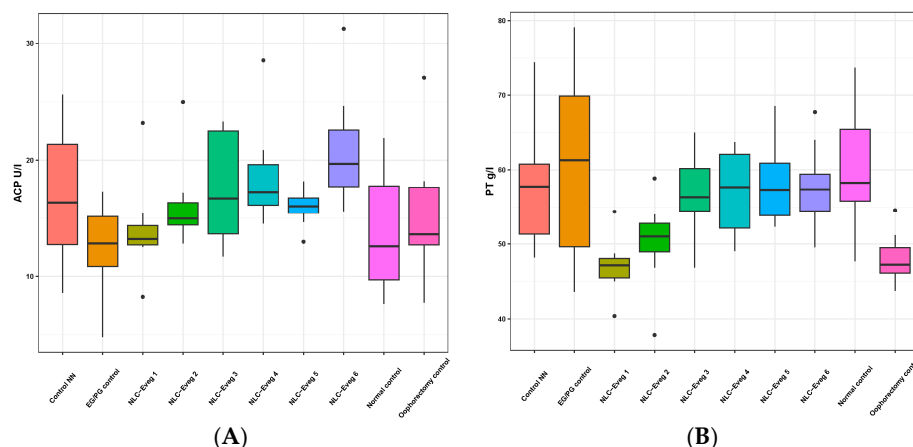 ACP U/l
30
20
10
Control NN
EG/PG control
NLC−Eveg 1
NLC−Eveg 2
NLC−Eveg 3
NLC−Eveg 4
NLC−Eveg 5
NLC−Eveg 6
Normal control
Oophorectomy control
(A)
PT g/l
80
70
60
50
40
Control NN
EG/PG control
NLC−Eveg 1
NLC−Eveg 2
NLC−Eveg 3
NLC−Eveg 4
NLC−Eveg 5
NLC−Eveg 6
Normal control
Oophorectomy control
(B)